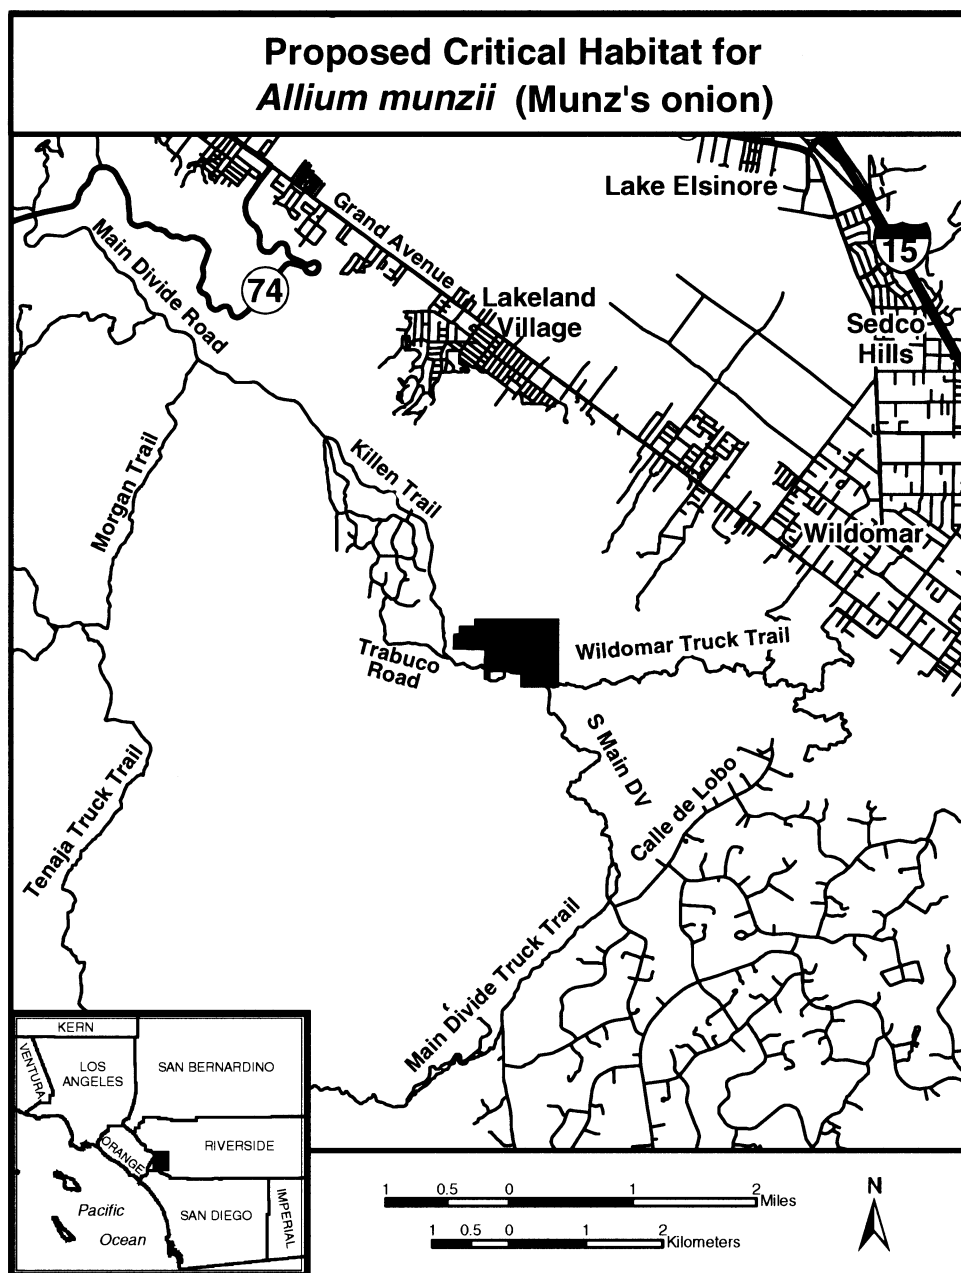 Proposed Critical Habitat for
Allium munzii (Munz's onion)
Lake Elsinore
Grand Avenue
Main Divide Road
15
74
Lakeland
Village
Sedco
Hills
Killen Trail
Morgan Trail
Wildomar
Wildomar Truck Trail
Trabuco
Road
S Main DV
Calle de Lobo
Tenaja Truck Trail
Main Divide Truck Trail
KERN
VENTURA
LOS
ANGELES
SAN BERNARDINO
ORANGE
RIVERSIDE
Pacific
Ocean
SAN DIEGO
IMPERIAL
1 0.5 0 1 2 Miles
1 0.5 0 1 2 Kilometers
N